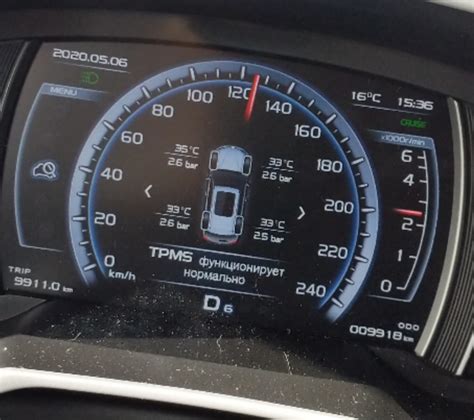 2020.05.06
16°C 15:36
MENU
CRUISE
x1000r/min
0 20 40 60 80 100 120 140 160 180 200 220 240
km/h
6
4
2
0
35°C 33°C
2.6 bar 2.6 bar
33°C 33°C
2.6 bar 2.5 bar
TPMS функционирует
нормально
TRIP
9911.0 km
D 6
ODO
009918 km